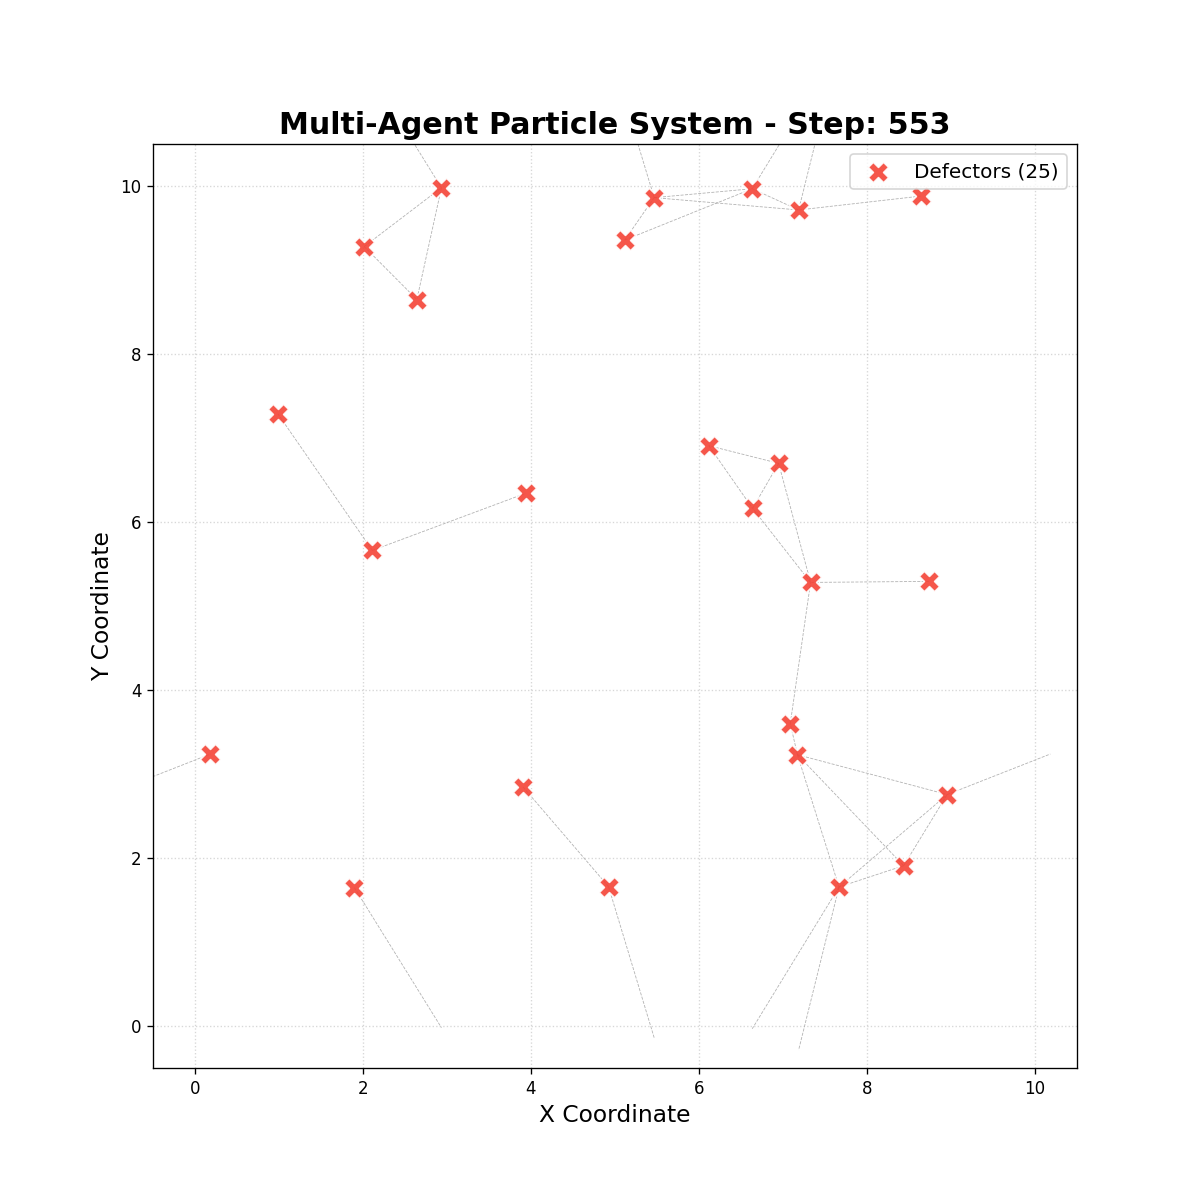 Multi-Agent Particle System - Step: 553
Defectors (25)
10
8
6
4
2
0
Y Coordinate
0 2 4 6 8 10
X Coordinate